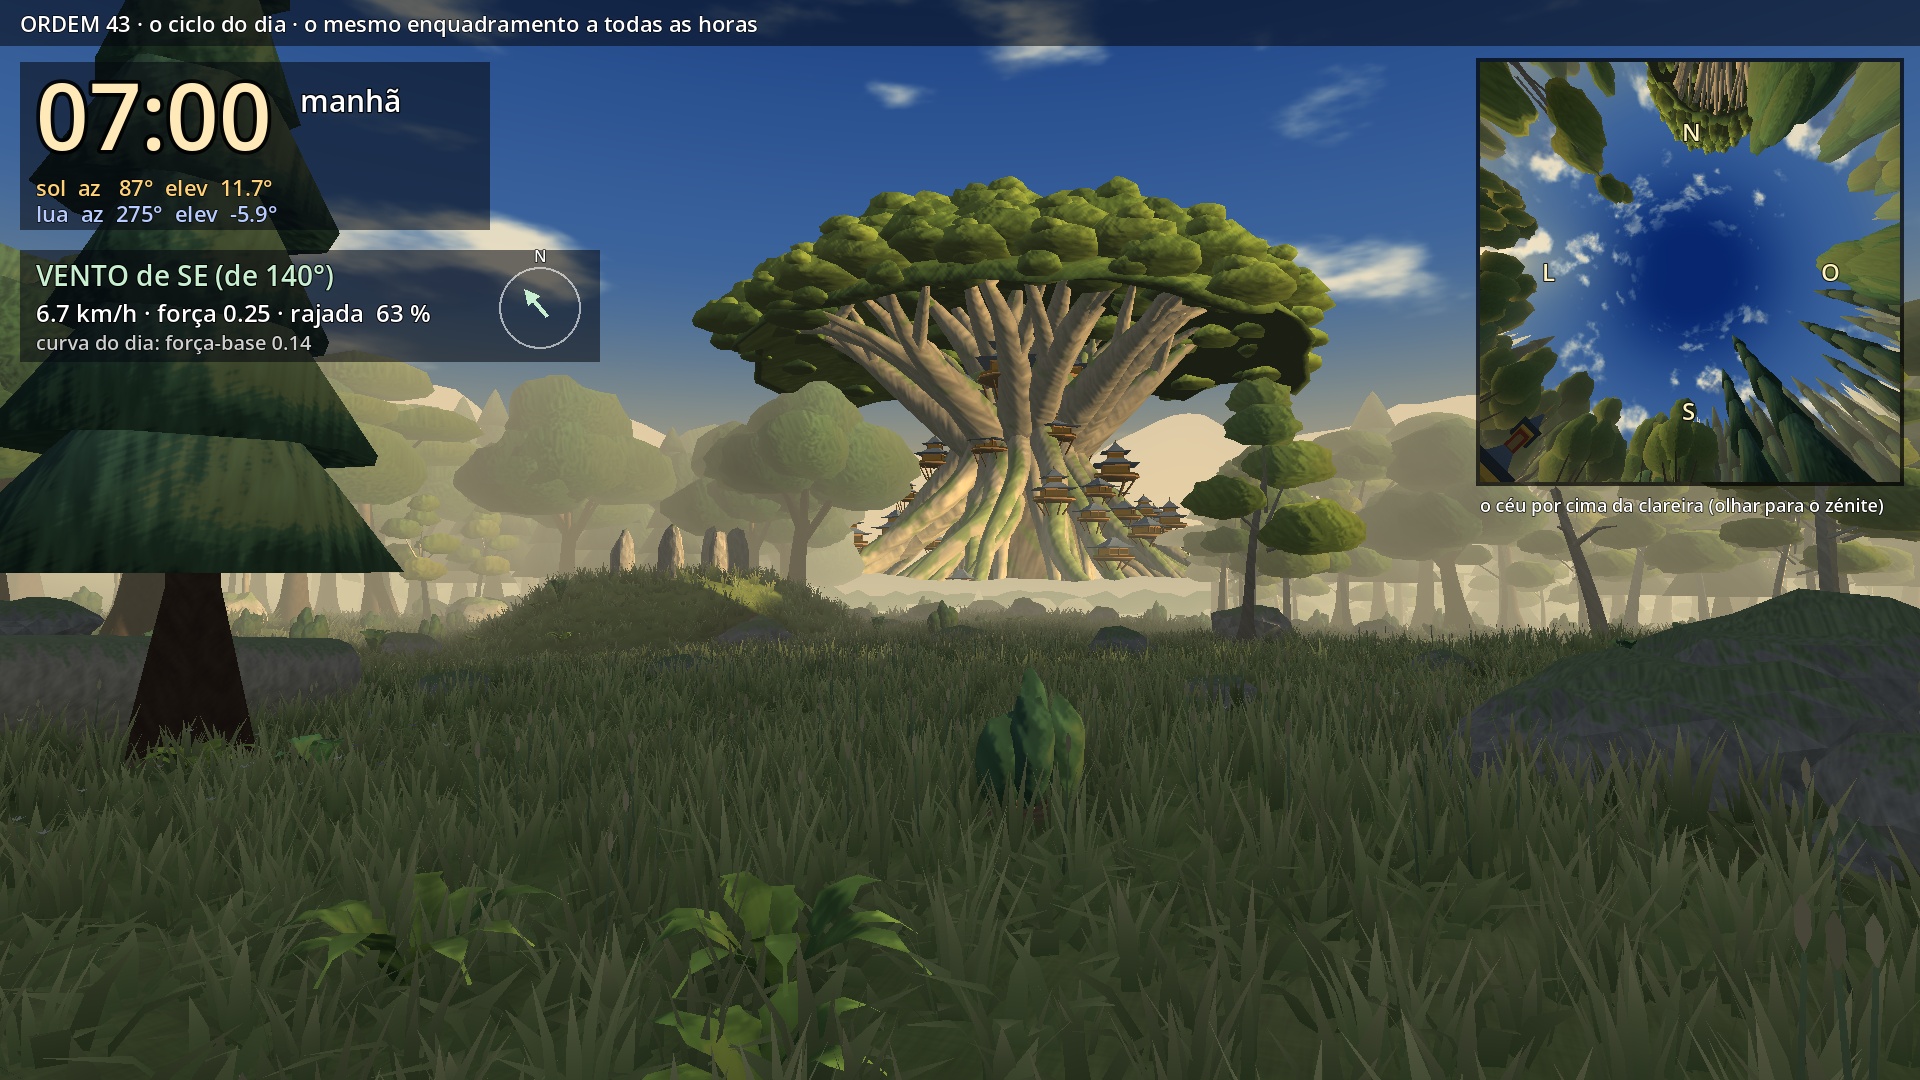 ORDEM 43 · o ciclo do dia · o mesmo enquadramento a todas as horas
07:00 manhã
sol az 87° elev 11.7°
lua az 275° elev -5.9°
VENTO de SE (de 140°)
6.7 km/h · força 0.25 · rajada 63 %
curva do dia: força-base 0.14
N
N
L
O
S
o céu por cima da clareira (olhar para o zénite)